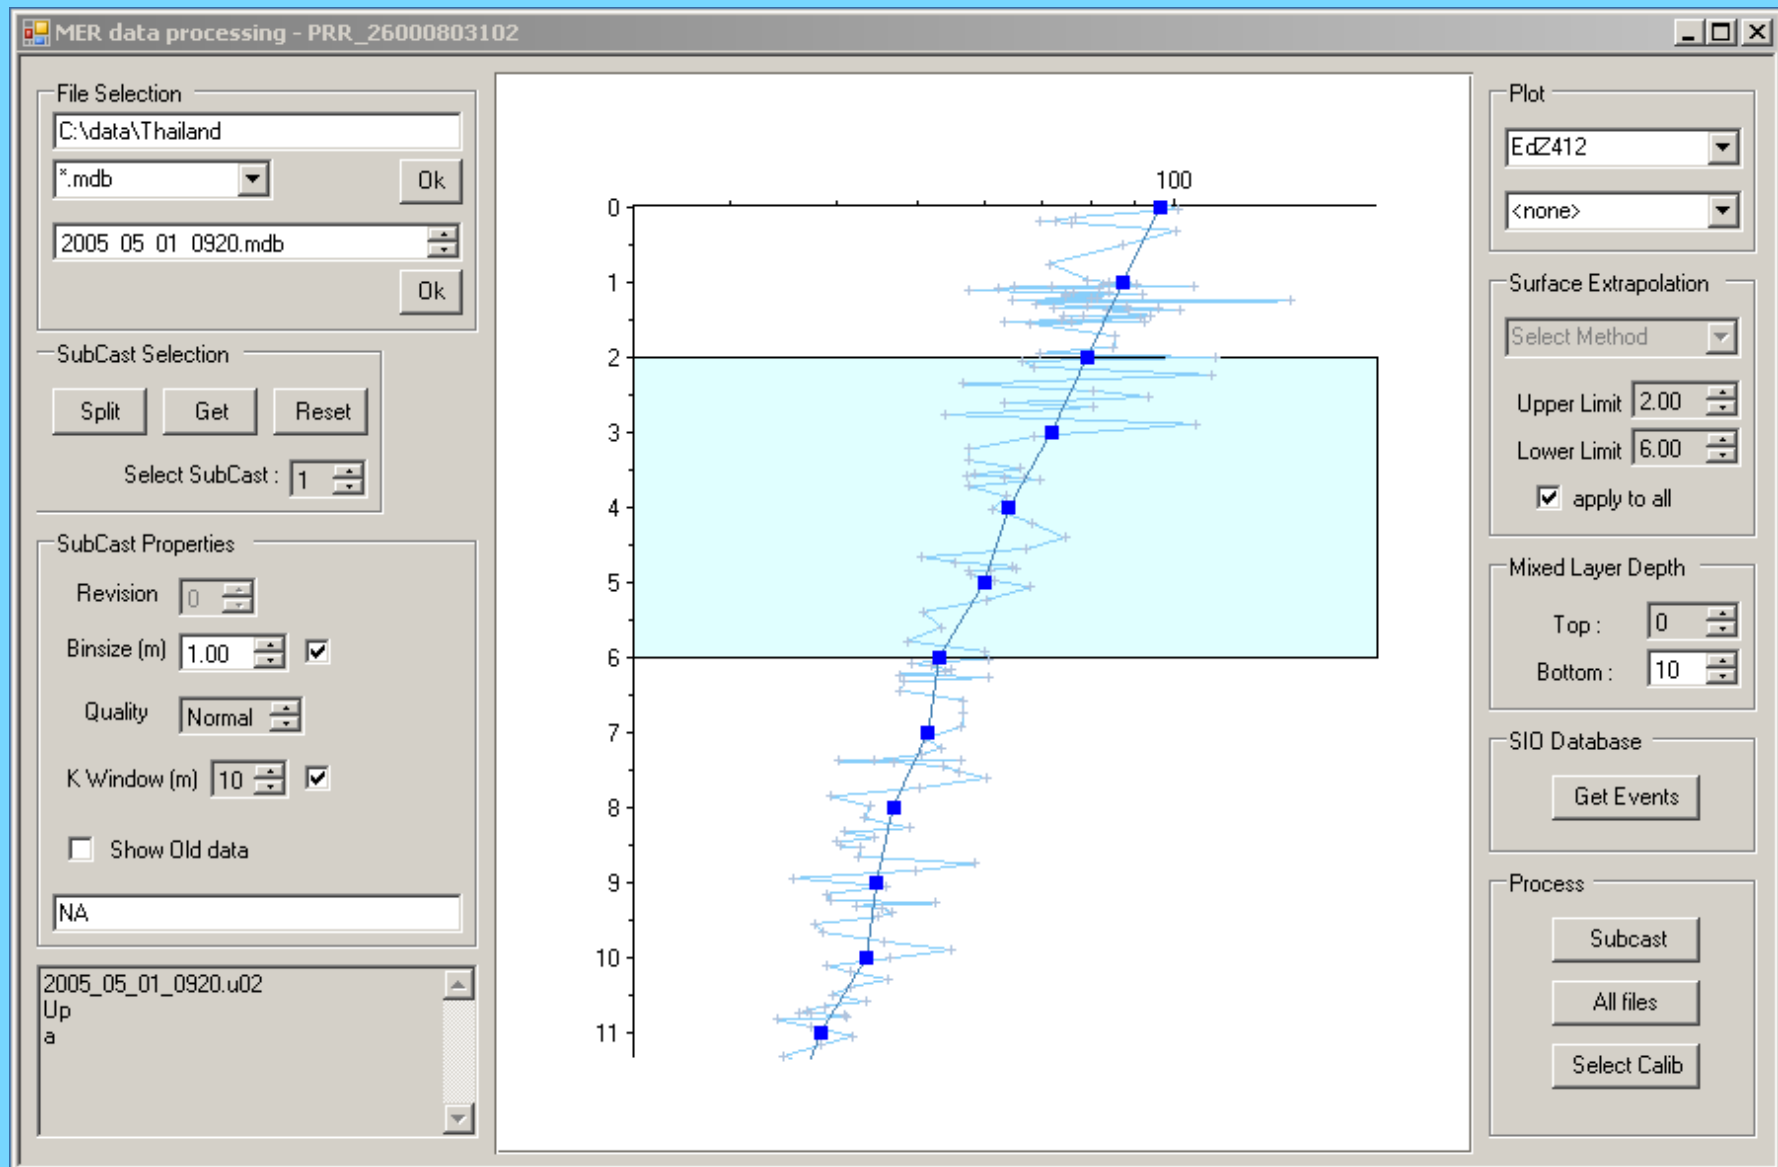 MER data processing - PRR_26000803102
File Selection
C:\data\Thailand
*.mdb
Ok
2005_05_01_0920.mdb
Ok
SubCast Selection
Split Get Reset
Select SubCast : 1
SubCast Properties
Revision 0
Binsize (m) 1.00
Quality Normal
K Window (m) 10
Show Old data
NA
2005_05_01_0920.u02
Up
a
100
0
1
2
3
4
5
6
7
8
9
10
11
Plot
EdZ412
<none>
Surface Extrapolation
Select Method
Upper Limit 2.00
Lower Limit 6.00
apply to all
Mixed Layer Depth
Top : 0
Bottom : 10
SIO Database
Get Events
Process
Subcast
All files
Select Calib